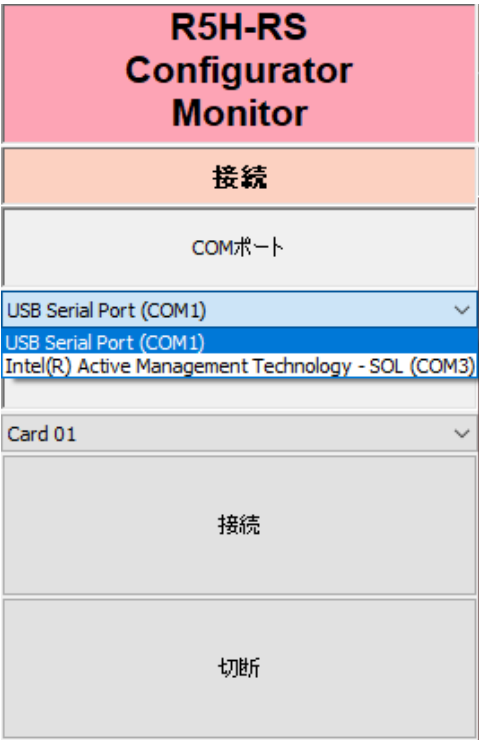 R5H-RS
Configurator
Monitor
接続
COMポート
USB Serial Port (COM1)
USB Serial Port (COM1)
Intel(R) Active Management Technology - SOL (COM3)
Card 01
接続
切断